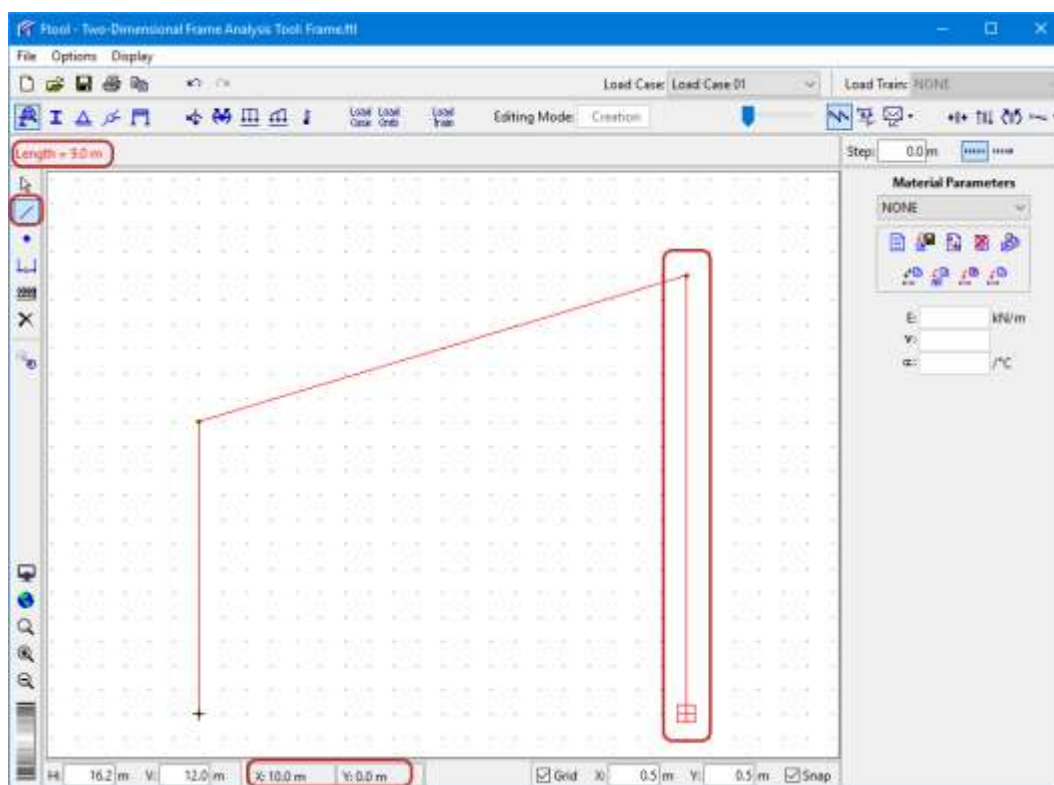 Ftool - Two-Dimensional Frame Analysis Tool: Frame.ftl
File Options Display
Load Case: Load Case 01 Load Train: NONE
Load Case Load Cmb Load Train Editing Mode: Creation
Length = 9.0 m Step: 0.0 m
Material Parameters
NONE
E: kN/m
ν:
α: /°C
H: 16.2 m V: 12.0 m X: 10.0 m Y: 0.0 m Grid X: 0.5 m Y: 0.5 m Snap